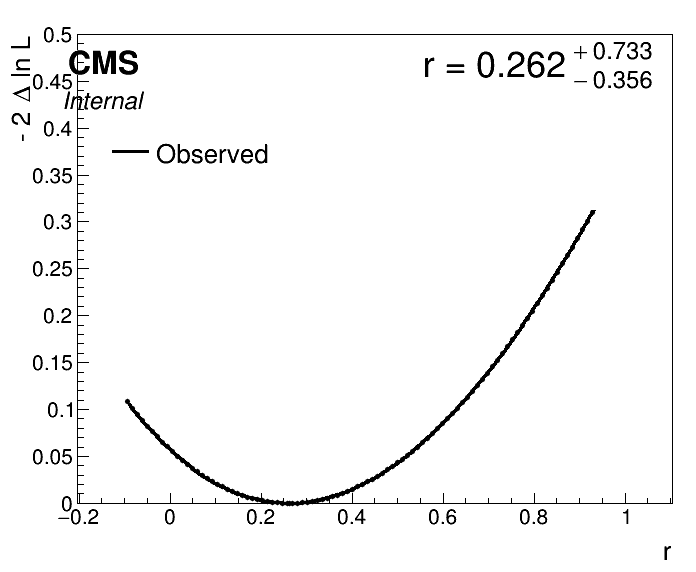 CMS
Internal
r = 0.262 +0.733 −0.356
Observed
- 2 Δ ln L
0.5
0.45
0.4
0.35
0.3
0.25
0.2
0.15
0.1
0.05
0
−0.2 0 0.2 0.4 0.6 0.8 1
r